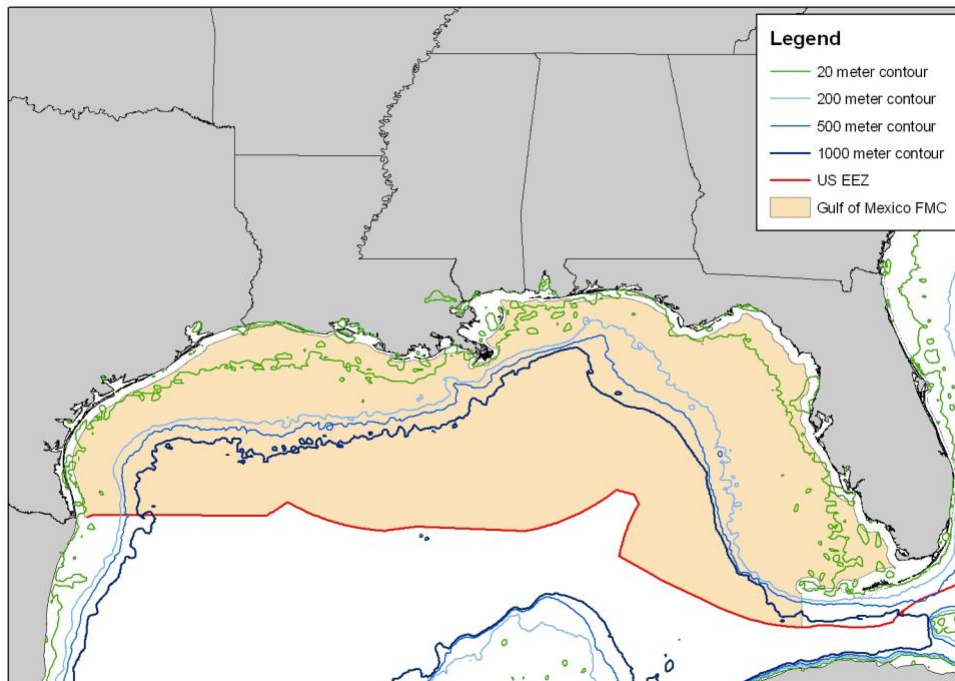 Legend
20 meter contour
200 meter contour
500 meter contour
1000 meter contour
US EEZ
Gulf of Mexico FMC